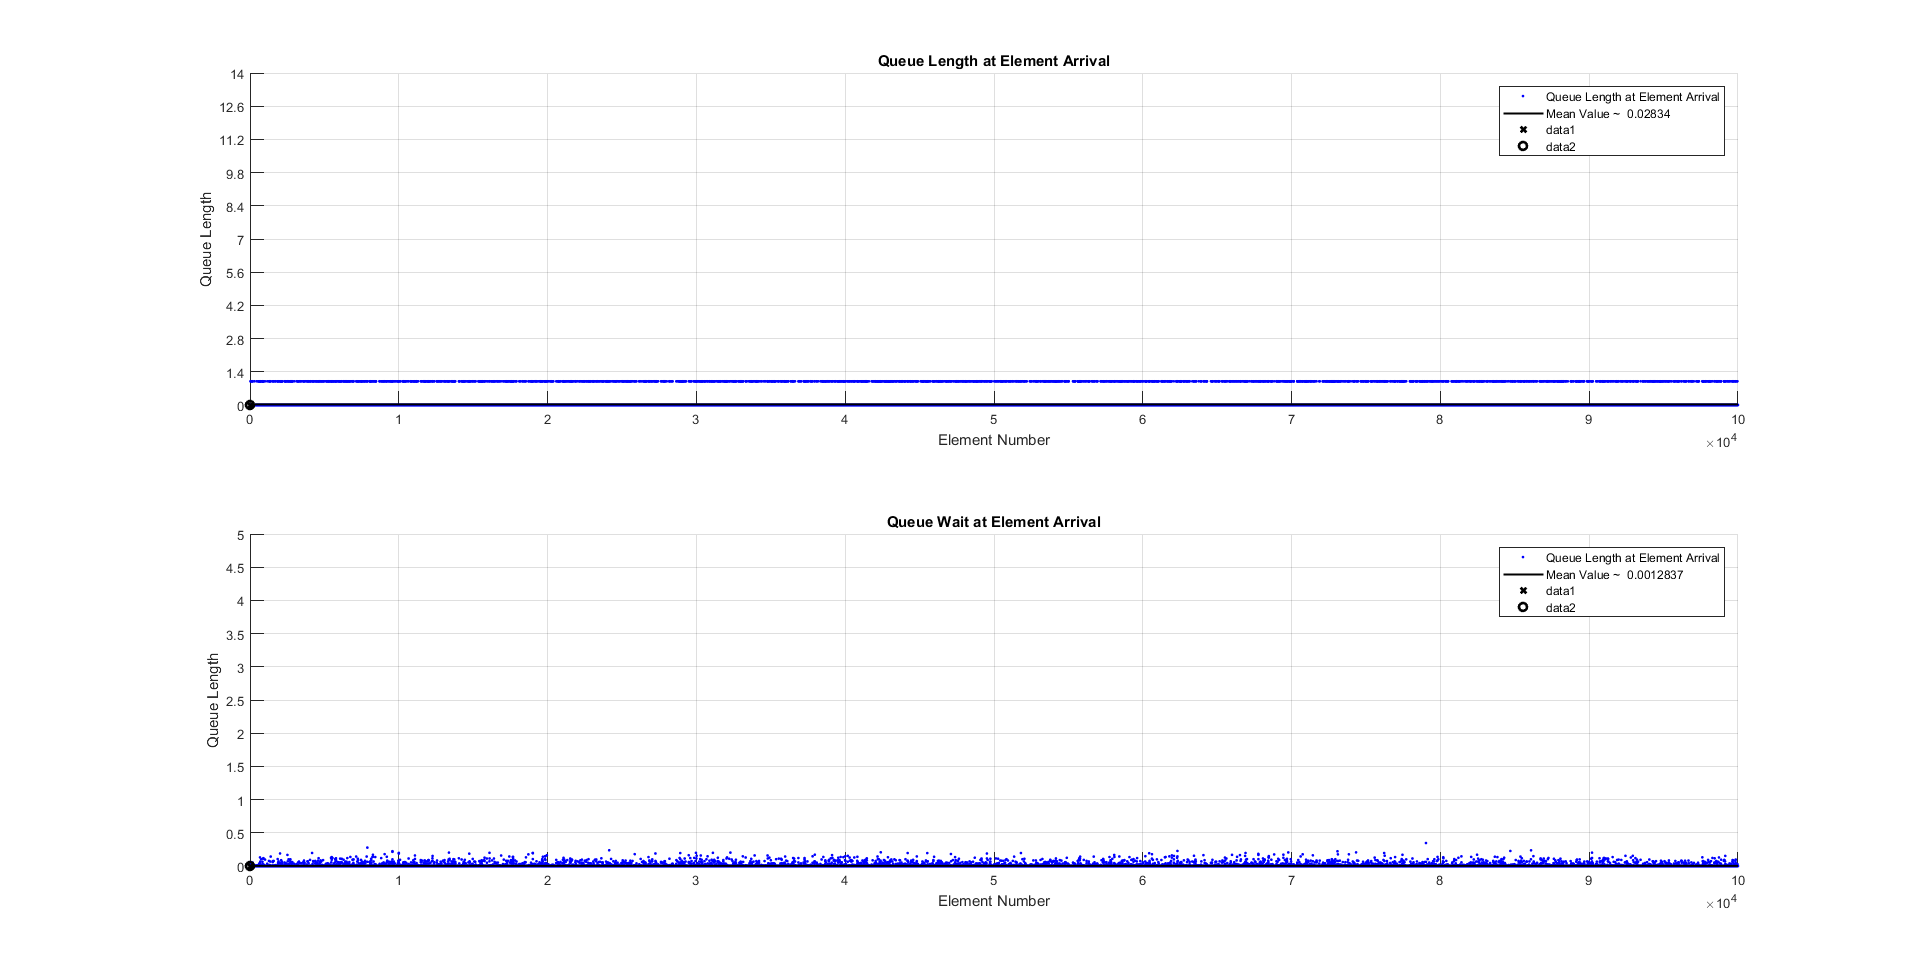 Queue Length at Element Arrival
14
12.6
11.2
9.8
8.4
7
5.6
4.2
2.8
1.4
0
Queue Length
Queue Length at Element Arrival
Mean Value ~  0.02834
data1
data2
0 1 2 3 4 5 6 7 8 9 10
Element Number
×10^4
Queue Wait at Element Arrival
5
4.5
4
3.5
3
2.5
2
1.5
1
0.5
0
Queue Length
Queue Length at Element Arrival
Mean Value ~  0.0012837
data1
data2
0 1 2 3 4 5 6 7 8 9 10
Element Number
×10^4